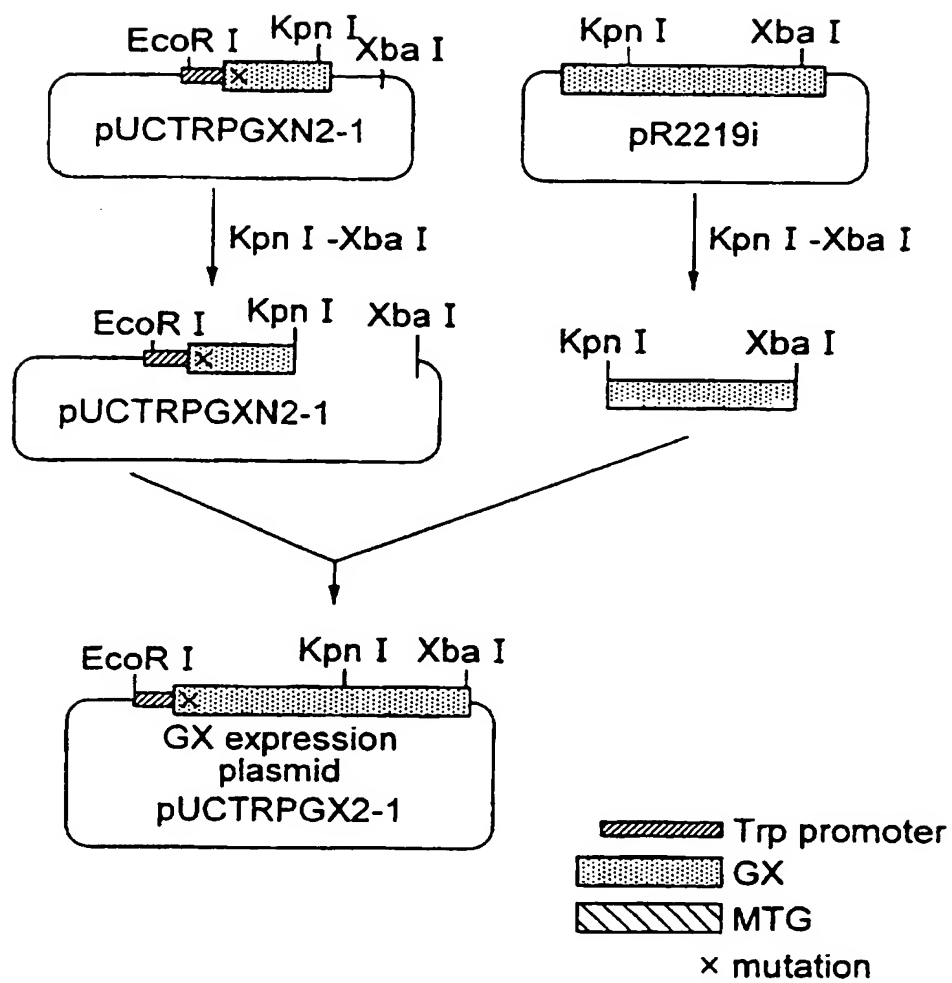 EcoR I
Kpn I
Xba I
pUCTRPGXN2-1
Kpn I
Xba I
pR2219i
Kpn I -Xba I
Kpn I -Xba I
EcoR I
Kpn I
Xba I
pUCTRPGXN2-1
Kpn I
Xba I
EcoR I
Kpn I
Xba I
GX expression
plasmid
pUCTRPGX2-1
Trp promoter
GX
MTG
× mutation